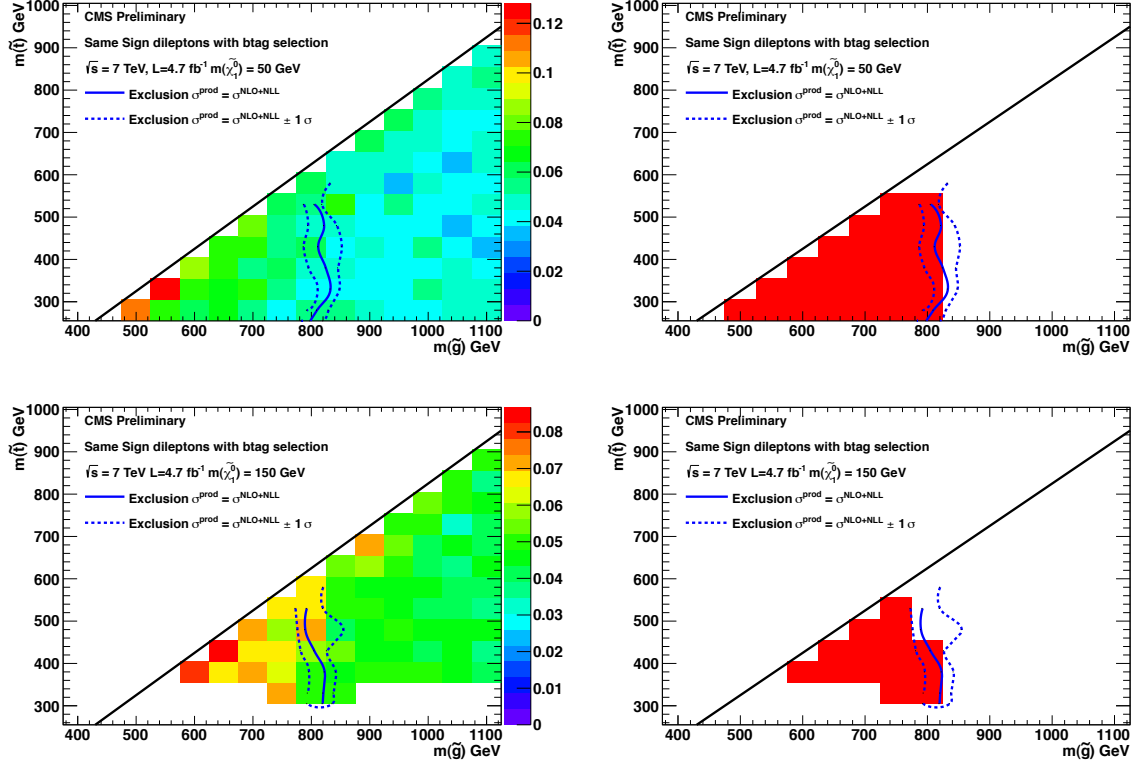 CMS Preliminary
Same Sign dileptons with btag selection
√s = 7 TeV, L=4.7 fb⁻¹ m(χ̃₁⁰) = 50 GeV
Exclusion σᵖʳᵒᵈ = σᴺᴸᴼ⁺ᴺᴸᴸ
Exclusion σᵖʳᵒᵈ = σᴺᴸᴼ⁺ᴺᴸᴸ ± 1 σ
m(t̃) GeV
1000
900
800
700
600
500
400
300
400 500 600 700 800 900 1000 1100
m(g̃) GeV
0.12
0.1
0.08
0.06
0.04
0.02
0
CMS Preliminary
Same Sign dileptons with btag selection
√s = 7 TeV, L=4.7 fb⁻¹ m(χ̃₁⁰) = 50 GeV
Exclusion σᵖʳᵒᵈ = σᴺᴸᴼ⁺ᴺᴸᴸ
Exclusion σᵖʳᵒᵈ = σᴺᴸᴼ⁺ᴺᴸᴸ ± 1 σ
m(t̃) GeV
1000
900
800
700
600
500
400
300
400 500 600 700 800 900 1000 1100
m(g̃) GeV
CMS Preliminary
Same Sign dileptons with btag selection
√s = 7 TeV L=4.7 fb⁻¹ m(χ̃₁⁰) = 150 GeV
Exclusion σᵖʳᵒᵈ = σᴺᴸᴼ⁺ᴺᴸᴸ
Exclusion σᵖʳᵒᵈ = σᴺᴸᴼ⁺ᴺᴸᴸ ± 1 σ
m(t̃) GeV
1000
900
800
700
600
500
400
300
400 500 600 700 800 900 1000 1100
m(g̃) GeV
0.08
0.07
0.06
0.05
0.04
0.03
0.02
0.01
0
CMS Preliminary
Same Sign dileptons with btag selection
√s = 7 TeV L=4.7 fb⁻¹ m(χ̃₁⁰) = 150 GeV
Exclusion σᵖʳᵒᵈ = σᴺᴸᴼ⁺ᴺᴸᴸ
Exclusion σᵖʳᵒᵈ = σᴺᴸᴼ⁺ᴺᴸᴸ ± 1 σ
m(t̃) GeV
1000
900
800
700
600
500
400
300
400 500 600 700 800 900 1000 1100
m(g̃) GeV